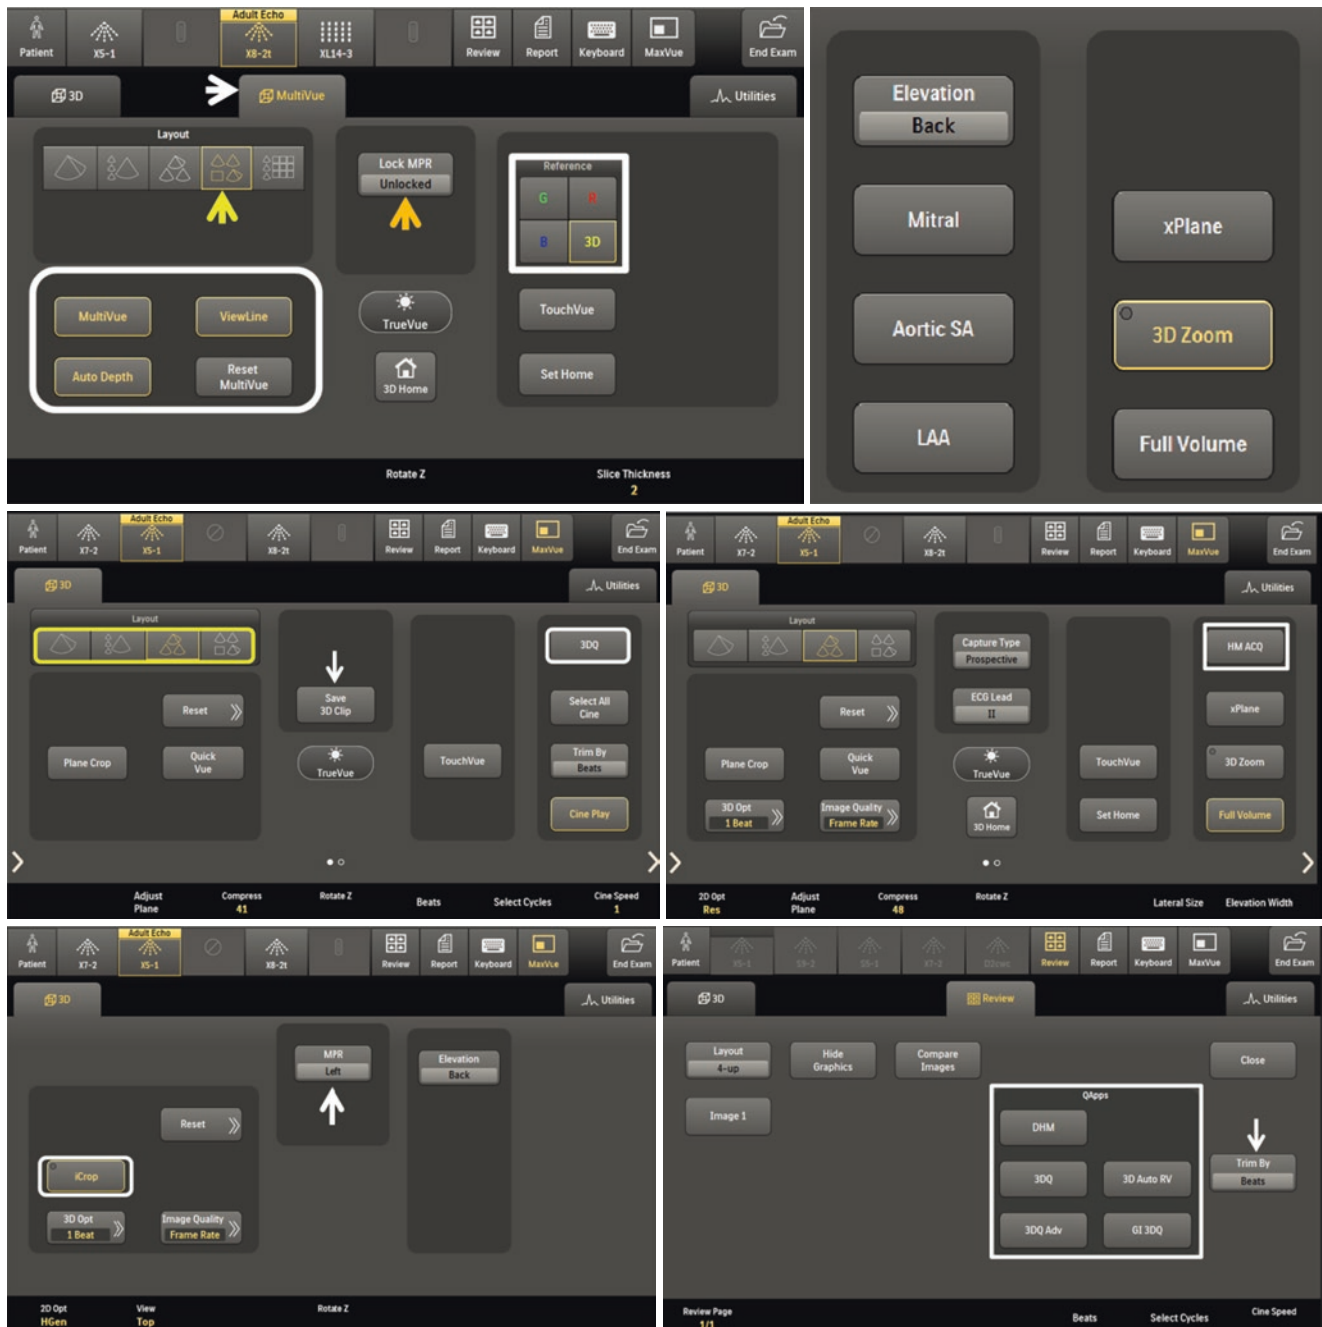 Adult Echo
Patient X5-1 X8-2t XL14-3 Review Report Keyboard MaxVue End Exam
3D MultiVue Utilities
Layout
Lock MPR
Unlocked
Reference
G R
B 3D
MultiVue ViewLine
Auto Depth Reset
MultiVue
TrueVue
3D Home
TouchVue
Set Home
Rotate Z Slice Thickness
2
Elevation
Back
Mitral
Aortic SA
LAA
xPlane
3D Zoom
Full Volume
Adult Echo
Patient X7-2 X5-1 X8-2t Review Report Keyboard MaxVue End Exam
3D Utilities
Layout
Reset
Plane Crop Quick
Vue
Save
3D Clip
TrueVue
TouchVue
3DQ
Select All
Cine
Trim By
Beats
Cine Play
Adjust
Plane
Compress
41
Rotate Z
Beats
Select Cycles
Cine Speed
1
Adult Echo
Patient X7-2 X5-1 X8-2t Review Report Keyboard MaxVue End Exam
3D Utilities
Layout
Reset
Plane Crop Quick
Vue
3D Opt
1 Beat
Image Quality
Frame Rate
Capture Type
Prospective
ECG Lead
II
TrueVue
3D Home
TouchVue
Set Home
HM ACQ
xPlane
3D Zoom
Full Volume
2D Opt
Res
Adjust
Plane
Compress
48
Rotate Z
Lateral Size
Elevation Width
Adult Echo
Patient X7-2 X5-1 X8-2t Review Report Keyboard MaxVue End Exam
3D Utilities
MPR
Left
Elevation
Back
Reset
iCrop
3D Opt
1 Beat
Image Quality
Frame Rate
2D Opt
HGen
View
Top
Rotate Z
Patient X5-1 S9-2 S5-1 X7-2 D2cwc Review Report Keyboard MaxVue End Exam
3D Review Utilities
Layout
4-up
Hide
Graphics
Compare
Images
Close
Image 1
QApps
DHM
3DQ 3D Auto RV
3DQ Adv GI 3DQ
Trim By
Beats
Review Page
1/1
Beats
Select Cycles
Cine Speed